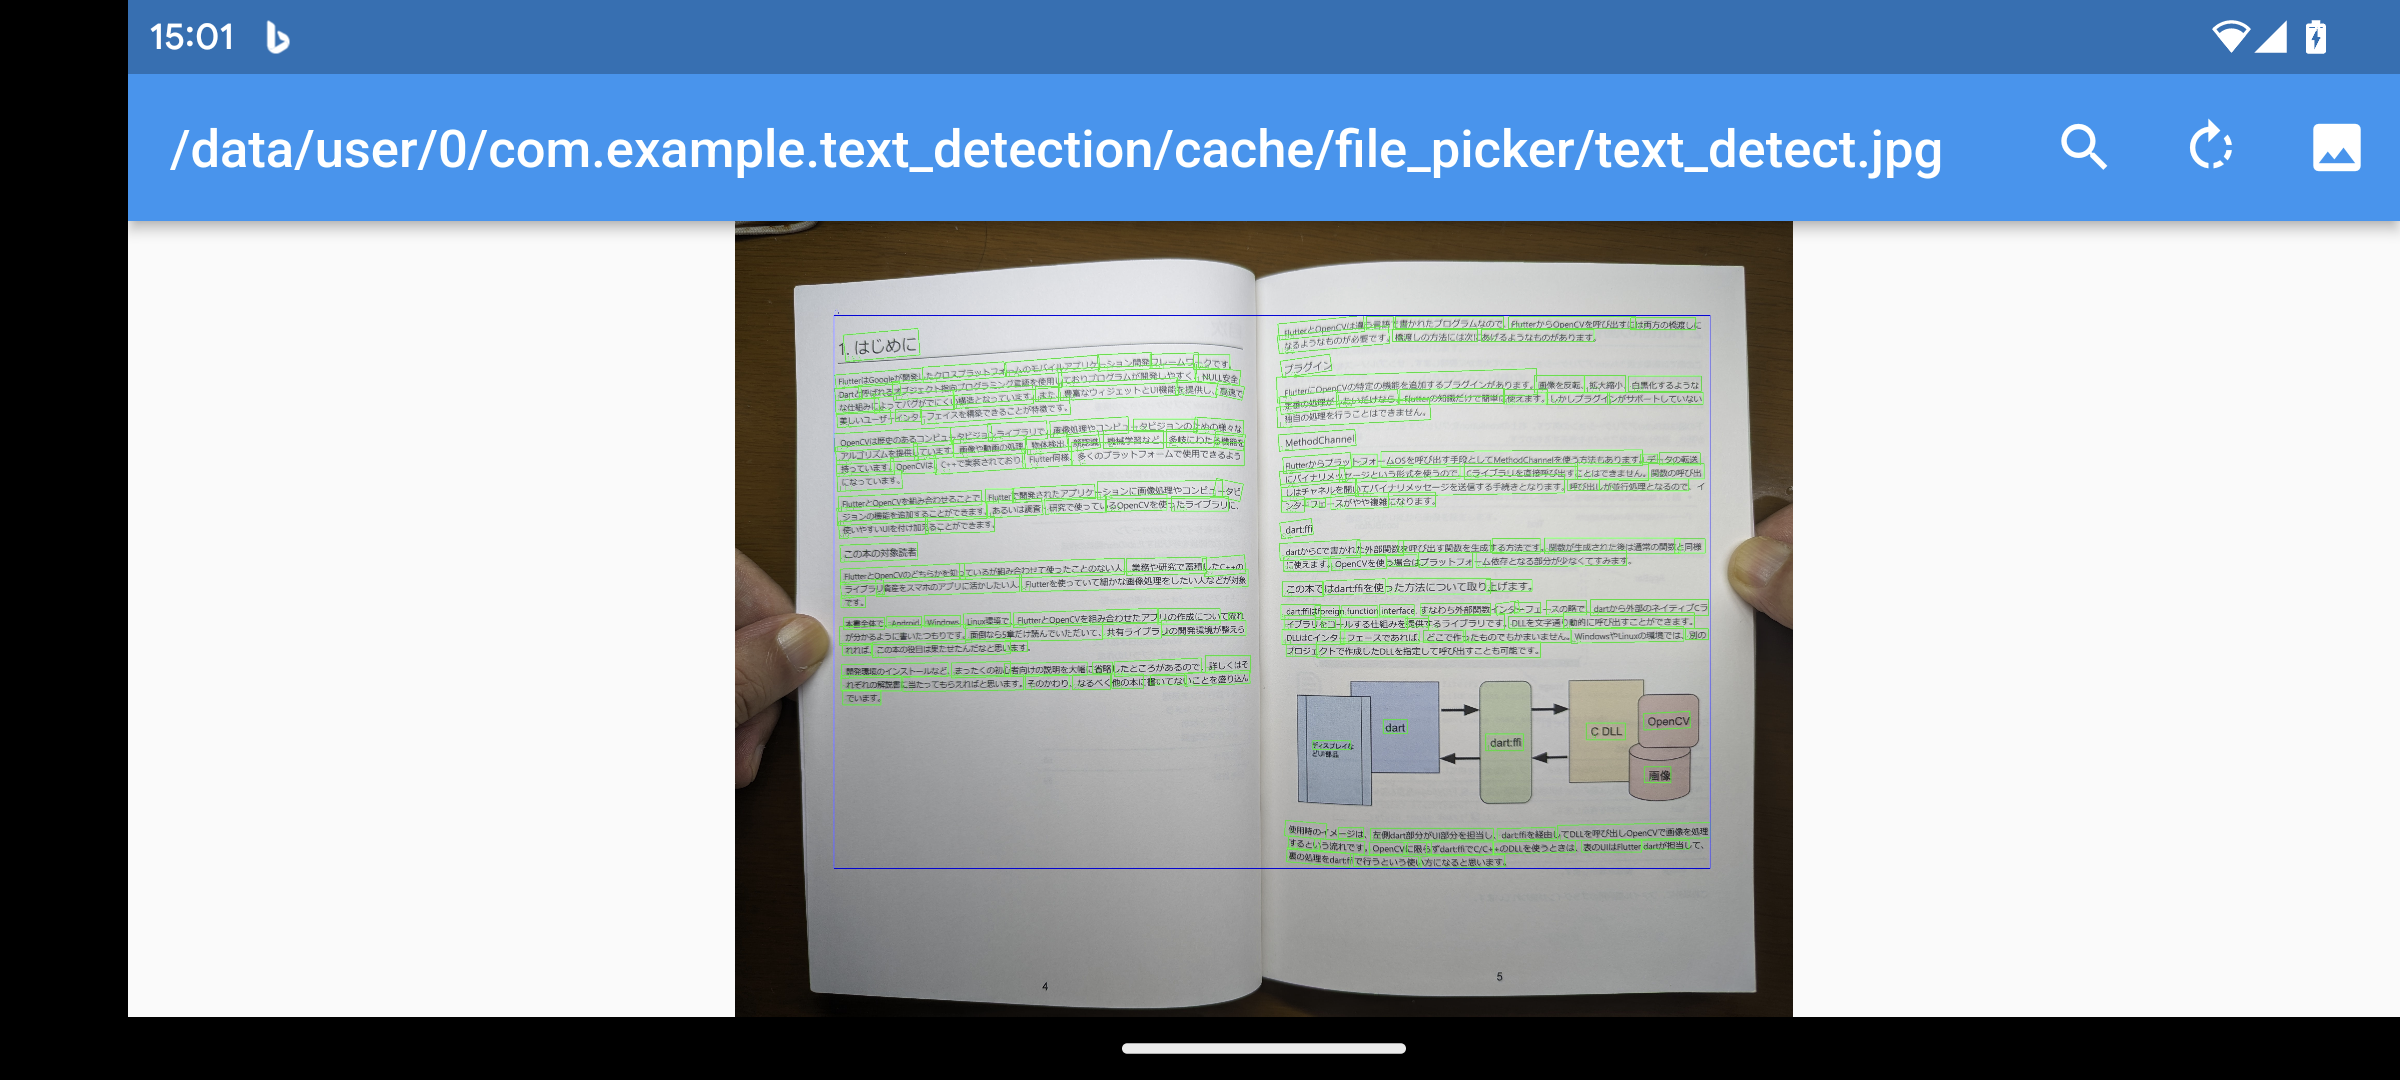 15:01
/data/user/0/com.example.text_detection/cache/file_picker/text_detect.jpg
1. はじめに
FlutterはGoogleが開発したクロスプラットフォームのモバイルアプリケーション開発フレームワークです。
Dartと呼ばれるオブジェクト指向プログラミング言語を使用しておりプログラムが開発しやすく、NULL安全
な仕組みによってバグがでにくい構造となっています。また、豊富なウィジェットとUI機能を提供し、高速で
美しいユーザーインターフェイスを構築できることが特徴です。
OpenCVは歴史のあるコンピュータビジョンライブラリで、画像処理やコンピュータビジョンのための様々な
アルゴリズムを提供しています。画像や動画の処理、物体検出、顔認識、機械学習など、多岐にわたる機能を
持っています。OpenCVは、C++で実装されており、Flutter同様、多くのプラットフォームで使用できるよう
になっています。
FlutterとOpenCVを組み合わせることで、Flutterで開発されたアプリケーションに画像処理やコンピュータビ
ジョンの機能を追加することができます。あるいは調査・研究で使っているOpenCVを使ったライブラリに、
使いやすいUIを付け加えることができます。
この本の対象読者
FlutterとOpenCVのどちらかを知っているが組み合わせて使ったことのない人、業務や研究で蓄積したC++の
ライブラリ資産をスマホのアプリに活かしたい人、Flutterを使っていて細かな画像処理をしたい人などが対象
です。
本書全体で、Android、Windows、Linux環境で、FlutterとOpenCVを組み合わせたアプリの作成について流れ
が分かるように書いたつもりです。面倒なら5章だけ読んでいただいて、共有ライブラリの開発環境が整えら
れれば、この本の役目は果たせたんだなと思います。
開発環境のインストールなど、まったくの初心者向けの説明を大幅に省略したところがあるので、詳しくはそ
れぞれの解説書に当たってもらえればと思います。そのかわり、なるべく他の本に書いてないことを盛り込ん
でいます。
4
FlutterとOpenCVは違う言語で書かれたプログラムなので、FlutterからOpenCVを呼び出すには両方の橋渡しに
なるようなものが必要です。橋渡しの方法には次にあげるようなものがあります。
プラグイン
FlutterにOpenCVの特定の機能を追加するプラグインがあります。画像を反転、拡大縮小、白黒化するような
定番の処理がしたいだけなら、Flutterの知識だけで簡単に使えます。しかしプラグインがサポートしていない
独自の処理を行うことはできません。
MethodChannel
FlutterからプラットフォームOSを呼び出す手段としてMethodChannelを使う方法もあります。データの転送
にバイナリメッセージという形式を使うので、Cライブラリを直接呼び出すことはできません。関数の呼び出
しはチャネルを開いてバイナリメッセージを送信する手続きとなります。呼び出しが並行処理となるので、イ
ンターフェースがやや複雑になります。
dart:ffi
dartからCで書かれた外部関数を呼び出す関数を生成する方法です。関数が生成された後は通常の関数と同様
に使えます。OpenCVを使う場合はプラットフォーム依存となる部分が少なくてすみます。
この本ではdart:ffiを使った方法について取り上げます。
dart:ffiはforeign function interface、すなわち外部関数インターフェースの略で、dartから外部のネイティブCラ
イブラリをコールする仕組みを提供するライブラリです。DLLを文字通り動的に呼び出すことができます。
DLLはCインターフェースであれば、どこで作ったものでもかまいません。WindowsやLinuxの環境では、別の
プロジェクトで作成したDLLを指定して呼び出すことも可能です。
ディスプレイな
どUI部品
dart
dart:ffi
C DLL
OpenCV
画像
使用時のイメージは、左側dart部分がUI部分を担当し、dart:ffiを経由してDLLを呼び出しOpenCVで画像を処理
するという流れです。OpenCVに限らずdart:ffiでC/C++のDLLを使うときは、表のUIはFlutter dartが担当して、
裏の処理をdart:ffiで行うという使い方になると思います。
5